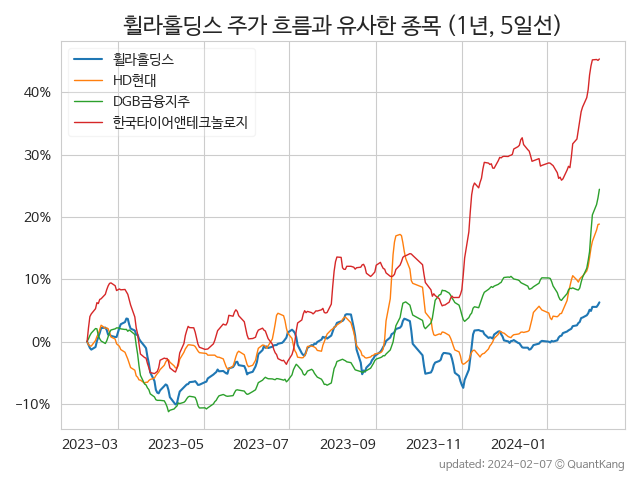 휠라홀딩스 주가 흐름과 유사한 종목 (1년, 5일선)
휠라홀딩스
HD현대
DGB금융지주
한국타이어앤테크놀로지
40%
30%
20%
10%
0%
−10%
2023-03 2023-05 2023-07 2023-09 2023-11 2024-01
updated: 2024-02-07 © QuantKang